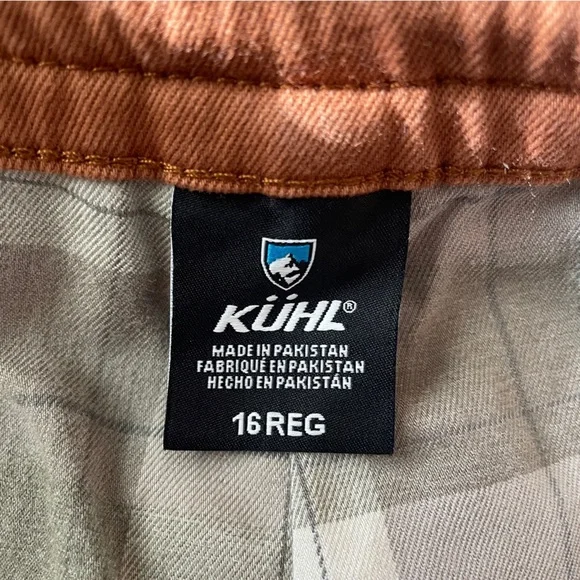 KÜHL®
MADE IN PAKISTAN
FABRIQUÉ EN PAKISTAN
HECHO EN PAKISTÁN
16 REG